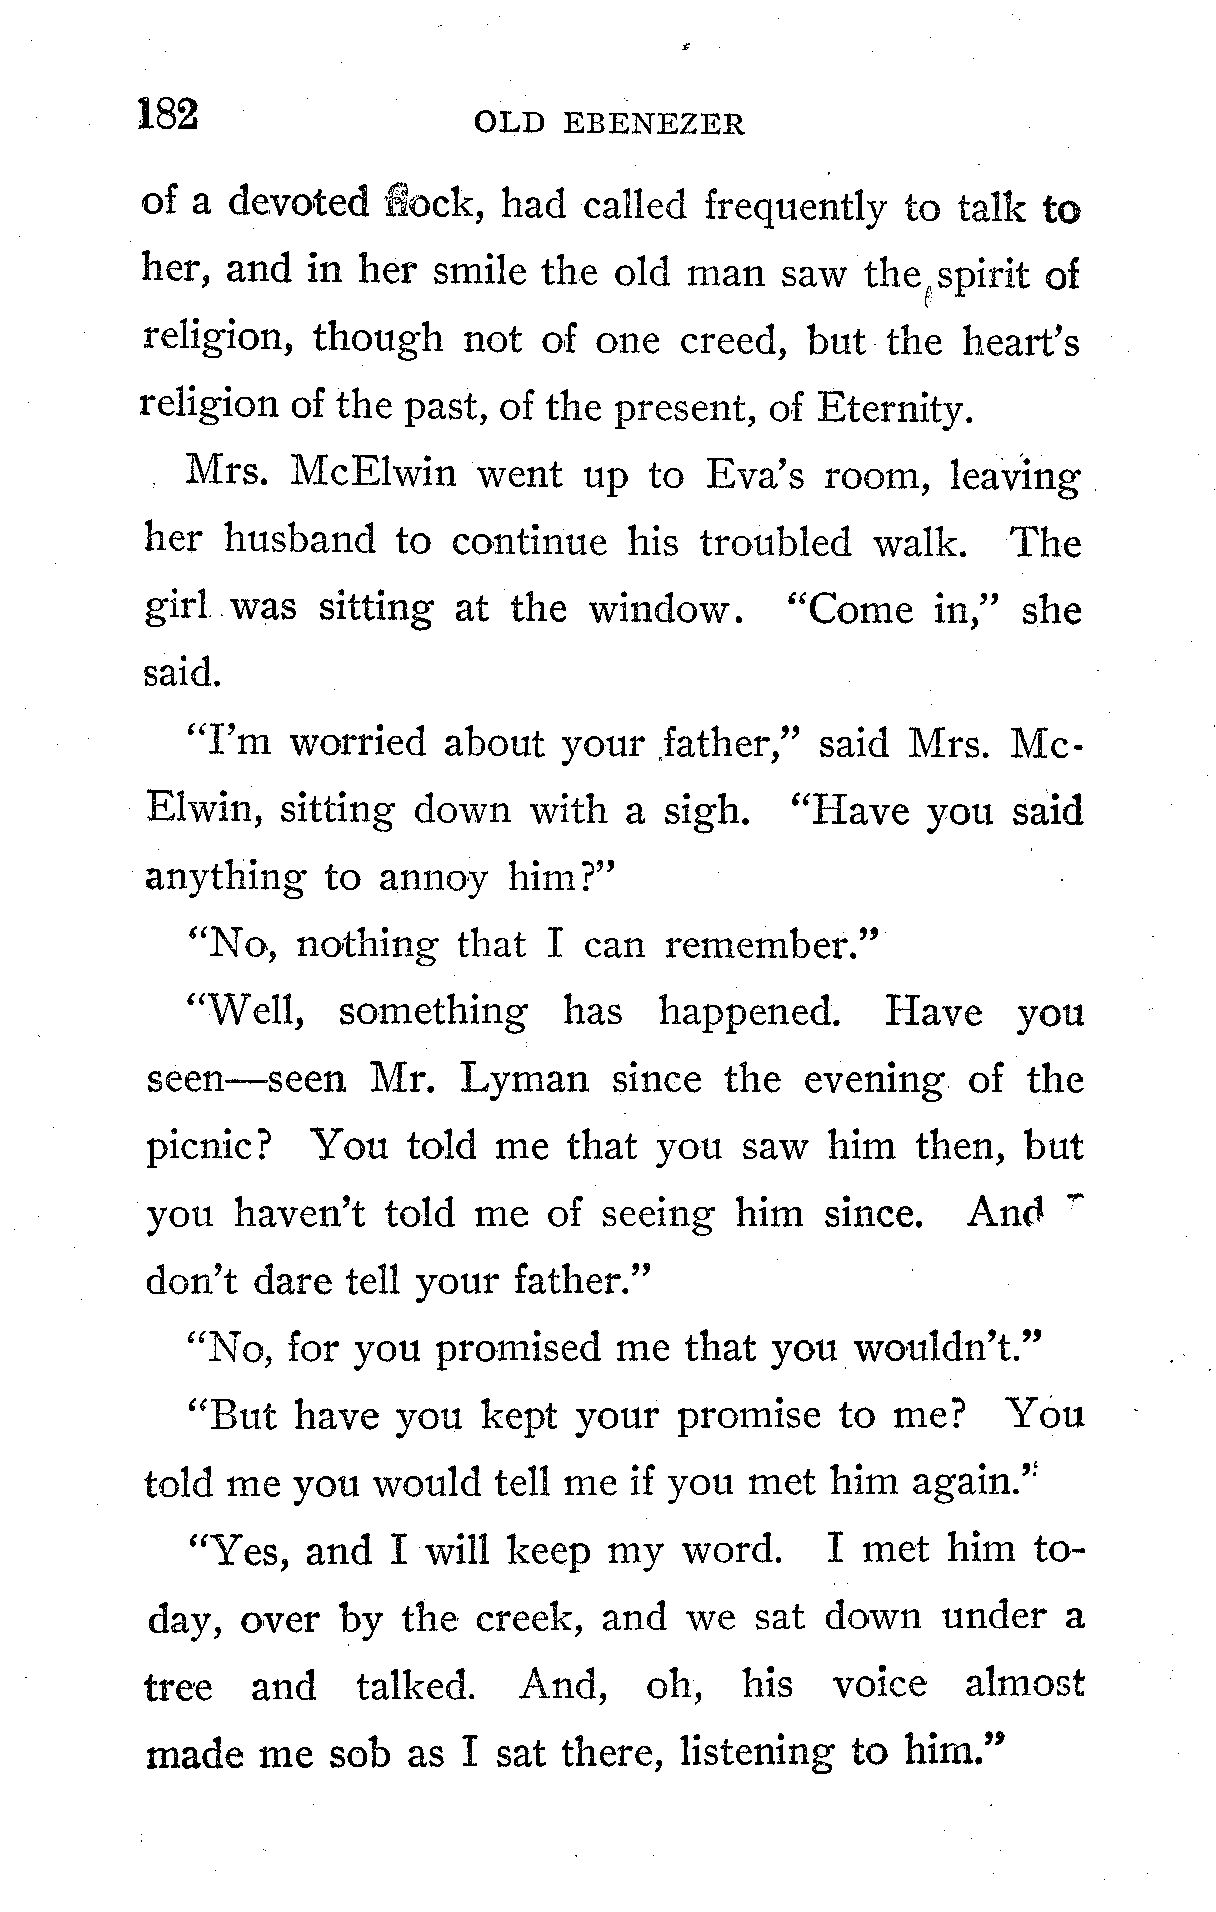 182
OLD EBENEZER
of a devoted flock, had called frequently to talk to
her, and in her smile the old man saw the spirit of
religion, though not of one creed, but the heart's
religion of the past, of the present, of Eternity.
Mrs. McElwin went up to Eva's room, leaving
her husband to continue his troubled walk. The
girl was sitting at the window. “Come in,” she
said.
“I'm worried about your father,” said Mrs. Mc-
Elwin, sitting down with a sigh. “Have you said
anything to annoy him?”
“No, nothing that I can remember.”
“Well, something has happened. Have you
seen—seen Mr. Lyman since the evening of the
picnic? You told me that you saw him then, but
you haven't told me of seeing him since. And
don't dare tell your father.”
“No, for you promised me that you wouldn't.”
“But have you kept your promise to me? You
told me you would tell me if you met him again.”
“Yes, and I will keep my word. I met him to-
day, over by the creek, and we sat down under a
tree and talked. And, oh, his voice almost
made me sob as I sat there, listening to him.”